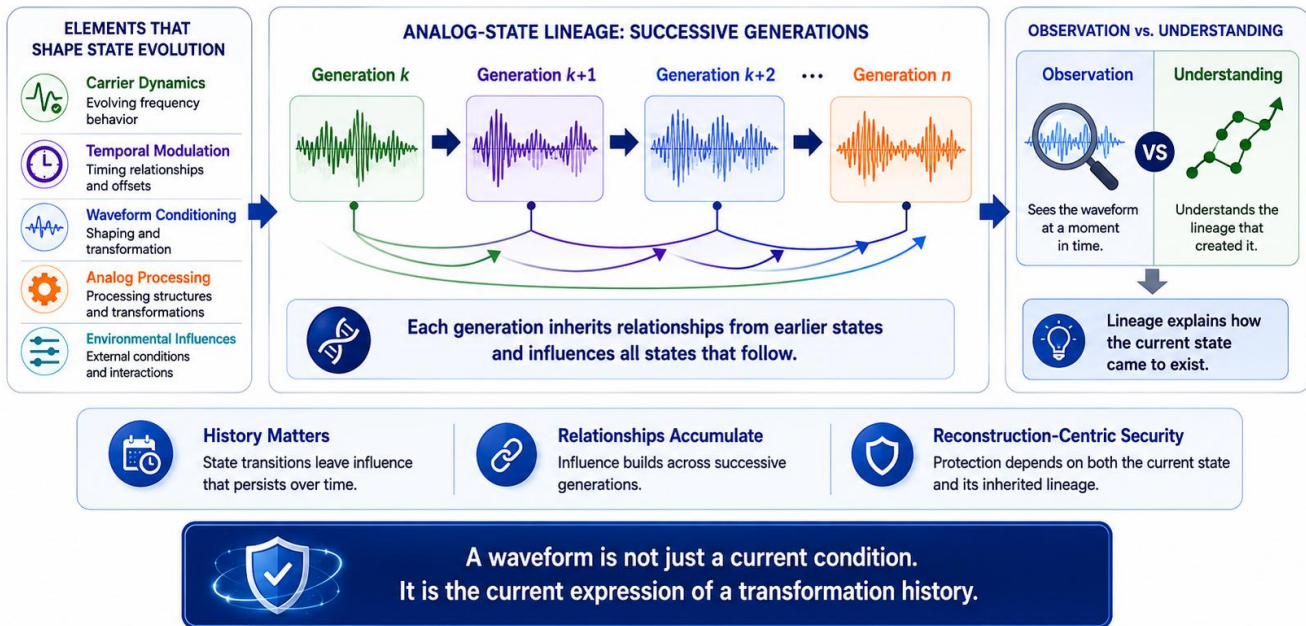 ELEMENTS THAT
SHAPE STATE EVOLUTION
Carrier Dynamics
Evolving frequency
behavior
Temporal Modulation
Timing relationships
and offsets
Waveform Conditioning
Shaping and
transformation
Analog Processing
Processing structures
and transformations
Environmental Influences
External conditions
and interactions
ANALOG-STATE LINEAGE: SUCCESSIVE GENERATIONS
Generation k
Generation k+1
Generation k+2
...
Generation n
Each generation inherits relationships from earlier states
and influences all states that follow.
OBSERVATION vs. UNDERSTANDING
Observation
Understanding
VS
Sees the waveform
at a moment
in time.
Understands the
lineage that
created it.
Lineage explains how
the current state
came to exist.
History Matters
State transitions leave influence
that persists over time.
Relationships Accumulate
Influence builds across successive
generations.
Reconstruction-Centric Security
Protection depends on both the current state
and its inherited lineage.
A waveform is not just a current condition.
It is the current expression of a transformation history.